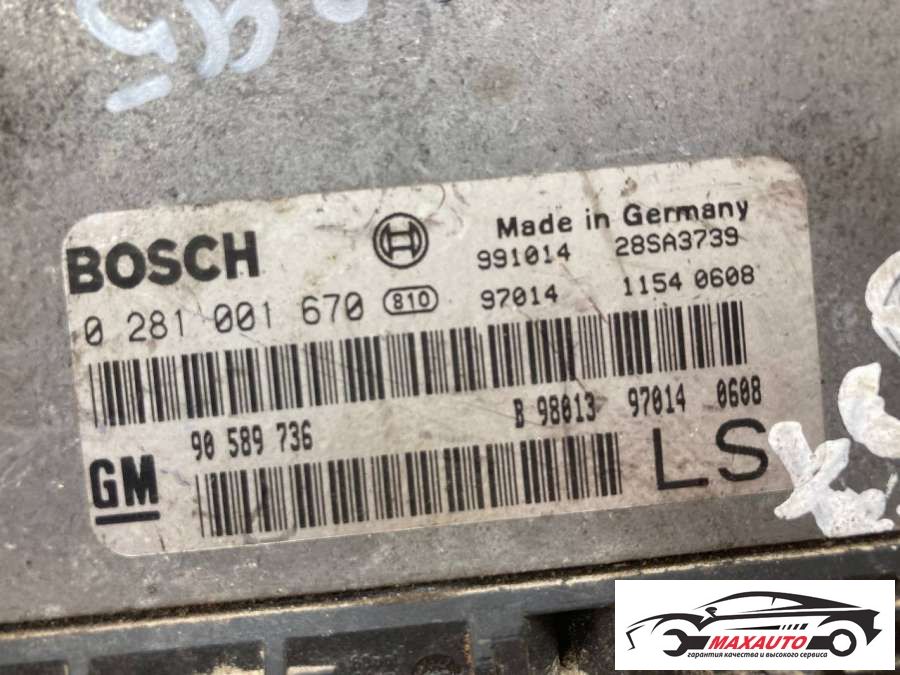 BOSCH
Made in Germany
991014 28SA3739
0 281 001 670 810 97014 1154 0608
B 98013 97014 0608
90 589 736
GM
LS
MAXAUTO
гарантия качества и высокого сервиса